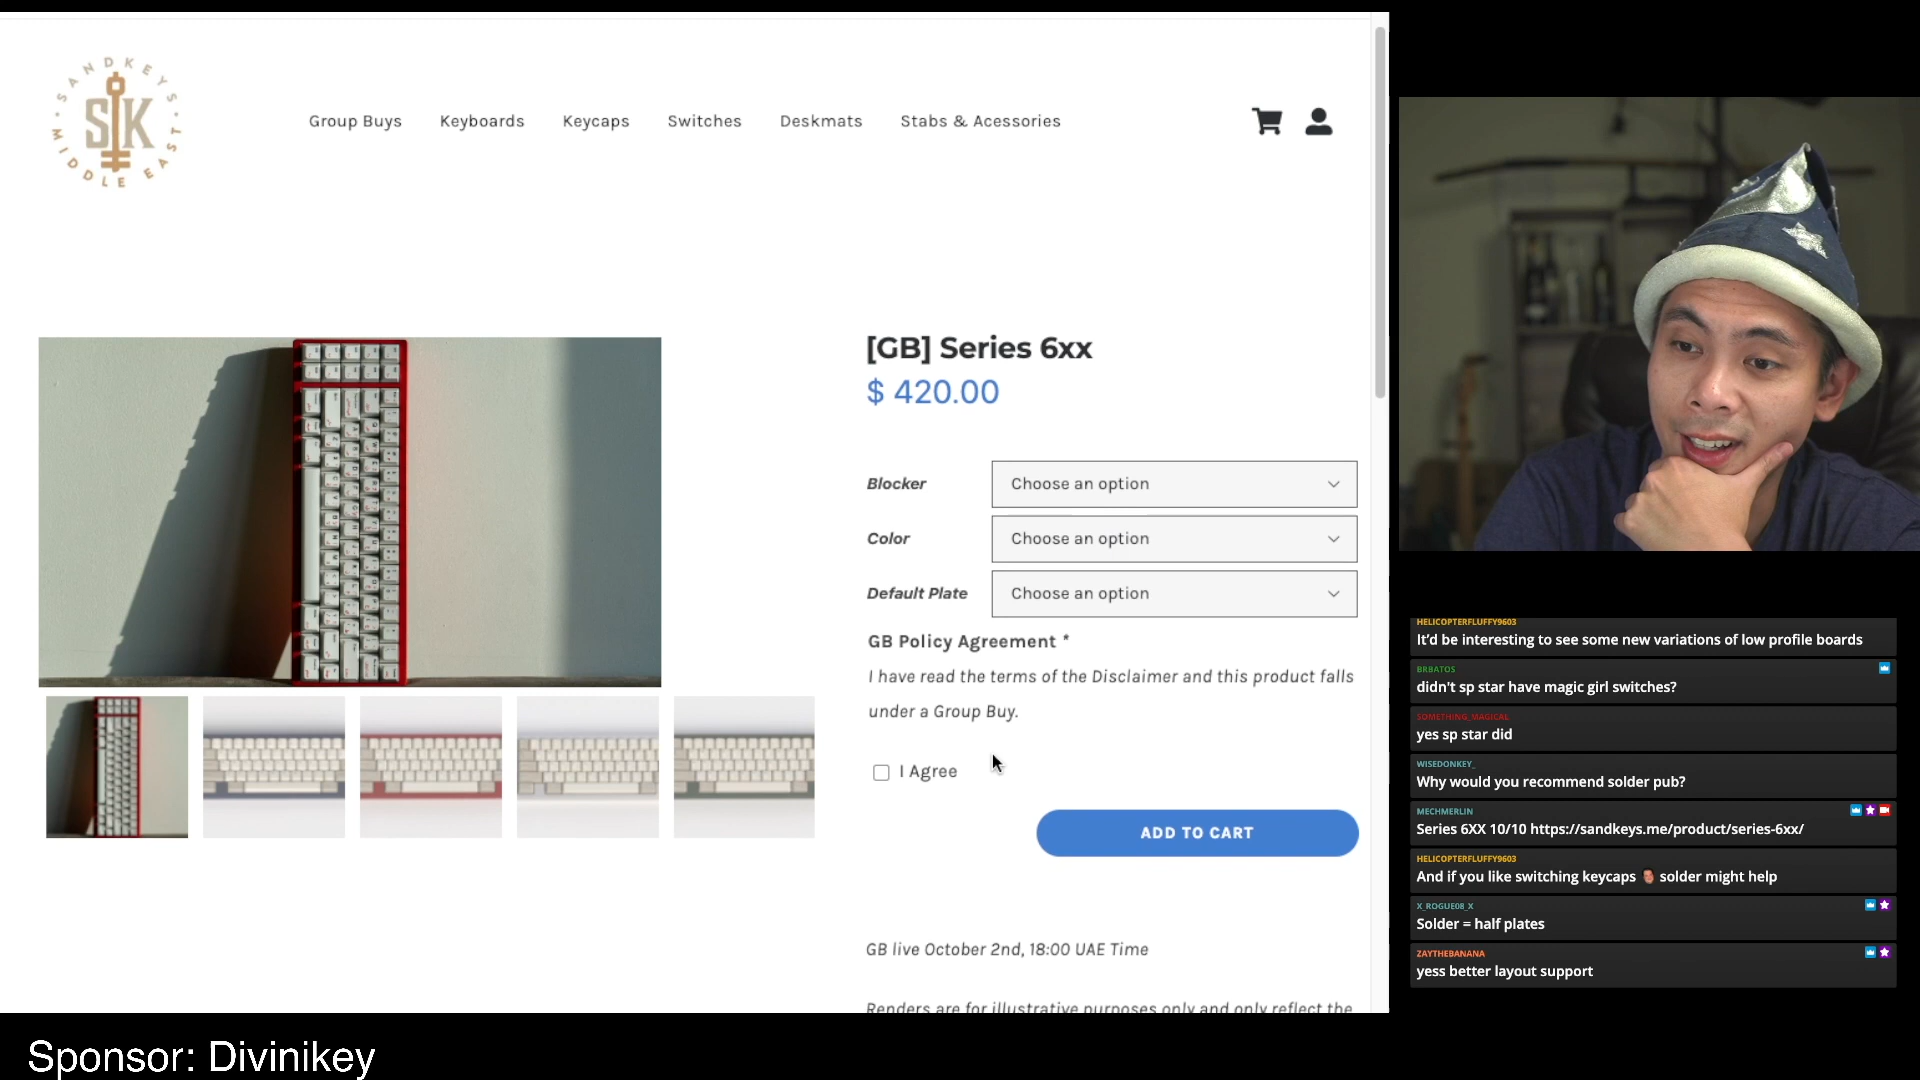 SANDKEYS
SK
MIDDLE EAST
Group Buys
Keyboards
Keycaps
Switches
Deskmats
Stabs & Acessories
[GB] Series 6xx
$ 420.00
Blocker
Choose an option
Color
Choose an option
Default Plate
Choose an option
GB Policy Agreement *
I have read the terms of the Disclaimer and this product falls
under a Group Buy.
I Agree
ADD TO CART
GB live October 2nd, 18:00 UAE Time
Renders are for illustrative purposes only and only reflect the
HELICOPTERFLUFFY9603
It'd be interesting to see some new variations of low profile boards
BRBATOS
didn't sp star have magic girl switches?
SOMETHING_MAGICAL
yes sp star did
WISEDONKEY_
Why would you recommend solder pub?
MECHMERLIN
Series 6XX 10/10 https://sandkeys.me/product/series-6xx/
HELICOPTERFLUFFY9603
And if you like switching keycaps solder might help
X_ROGUE08_X
Solder = half plates
ZAYTHEBANANA
yess better layout support
Sponsor: Divinikey